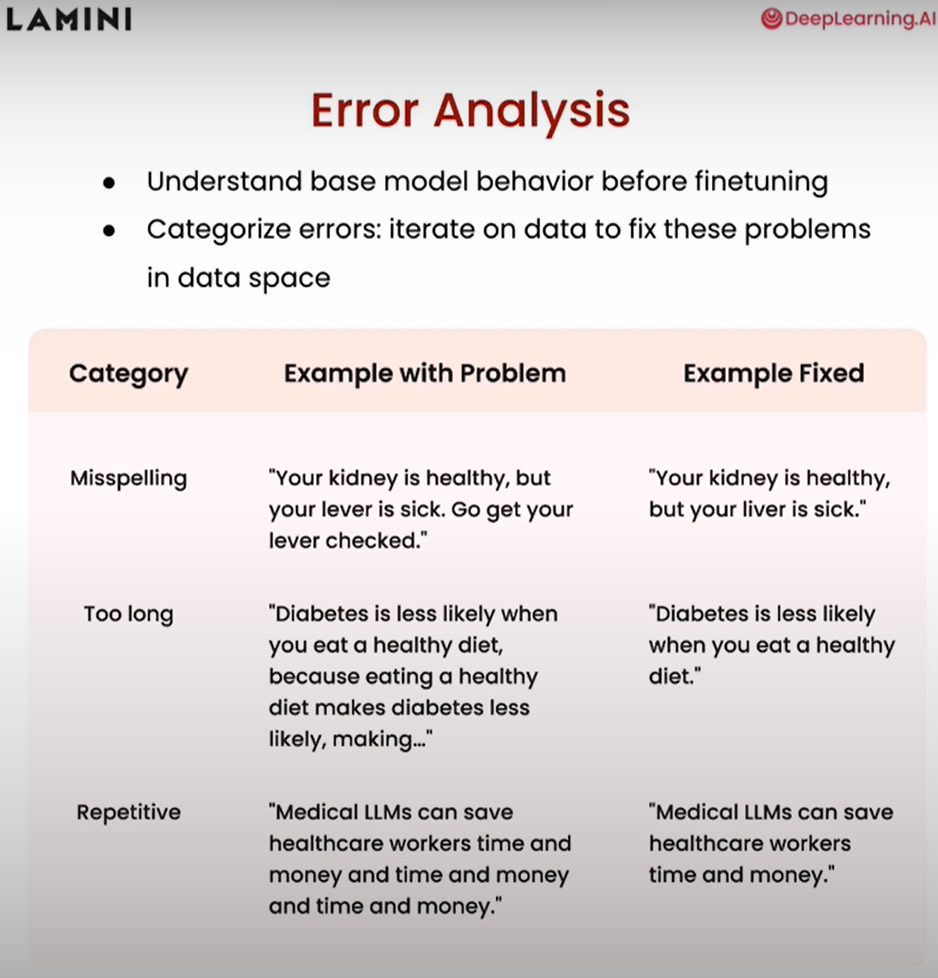 LAMINI
DeepLearning.AI
Error Analysis
● Understand base model behavior before finetuning
● Categorize errors: iterate on data to fix these problems
in data space
Category Example with Problem Example Fixed
Misspelling
"Your kidney is healthy, but
your lever is sick. Go get your
lever checked."
"Your kidney is healthy,
but your liver is sick."
Too long
"Diabetes is less likely when
you eat a healthy diet,
because eating a healthy
diet makes diabetes less
likely, making..."
"Diabetes is less likely
when you eat a healthy
diet."
Repetitive
"Medical LLMs can save
healthcare workers time and
money and time and money
and time and money."
"Medical LLMs can save
healthcare workers
time and money."